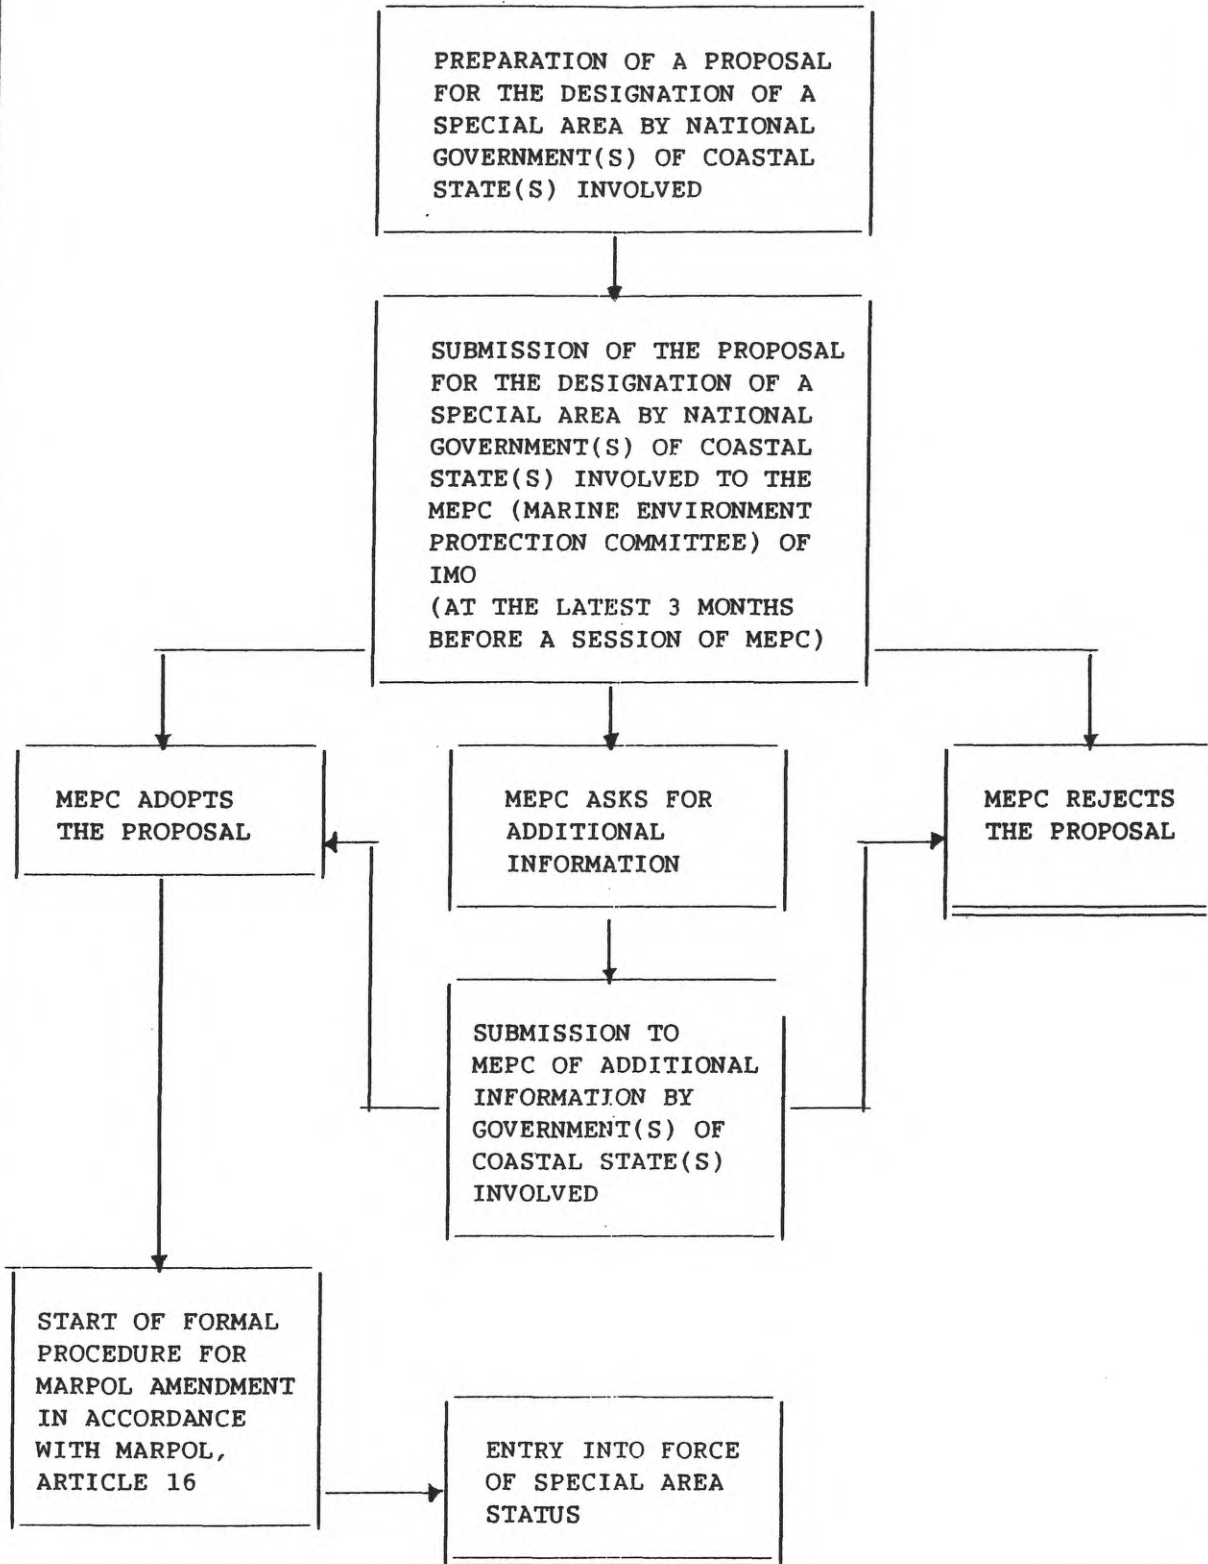 PREPARATION OF A PROPOSAL
FOR THE DESIGNATION OF A
SPECIAL AREA BY NATIONAL
GOVERNMENT(S) OF COASTAL
STATE(S) INVOLVED
SUBMISSION OF THE PROPOSAL
FOR THE DESIGNATION OF A
SPECIAL AREA BY NATIONAL
GOVERNMENT(S) OF COASTAL
STATE(S) INVOLVED TO THE
MEPC (MARINE ENVIRONMENT
PROTECTION COMMITTEE) OF
IMO
(AT THE LATEST 3 MONTHS
BEFORE A SESSION OF MEPC)
MEPC ADOPTS
THE PROPOSAL
MEPC ASKS FOR
ADDITIONAL
INFORMATION
MEPC REJECTS
THE PROPOSAL
SUBMISSION TO
MEPC OF ADDITIONAL
INFORMATION BY
GOVERNMENT(S) OF
COASTAL STATE(S)
INVOLVED
START OF FORMAL
PROCEDURE FOR
MARPOL AMENDMENT
IN ACCORDANCE
WITH MARPOL,
ARTICLE 16
ENTRY INTO FORCE
OF SPECIAL AREA
STATUS